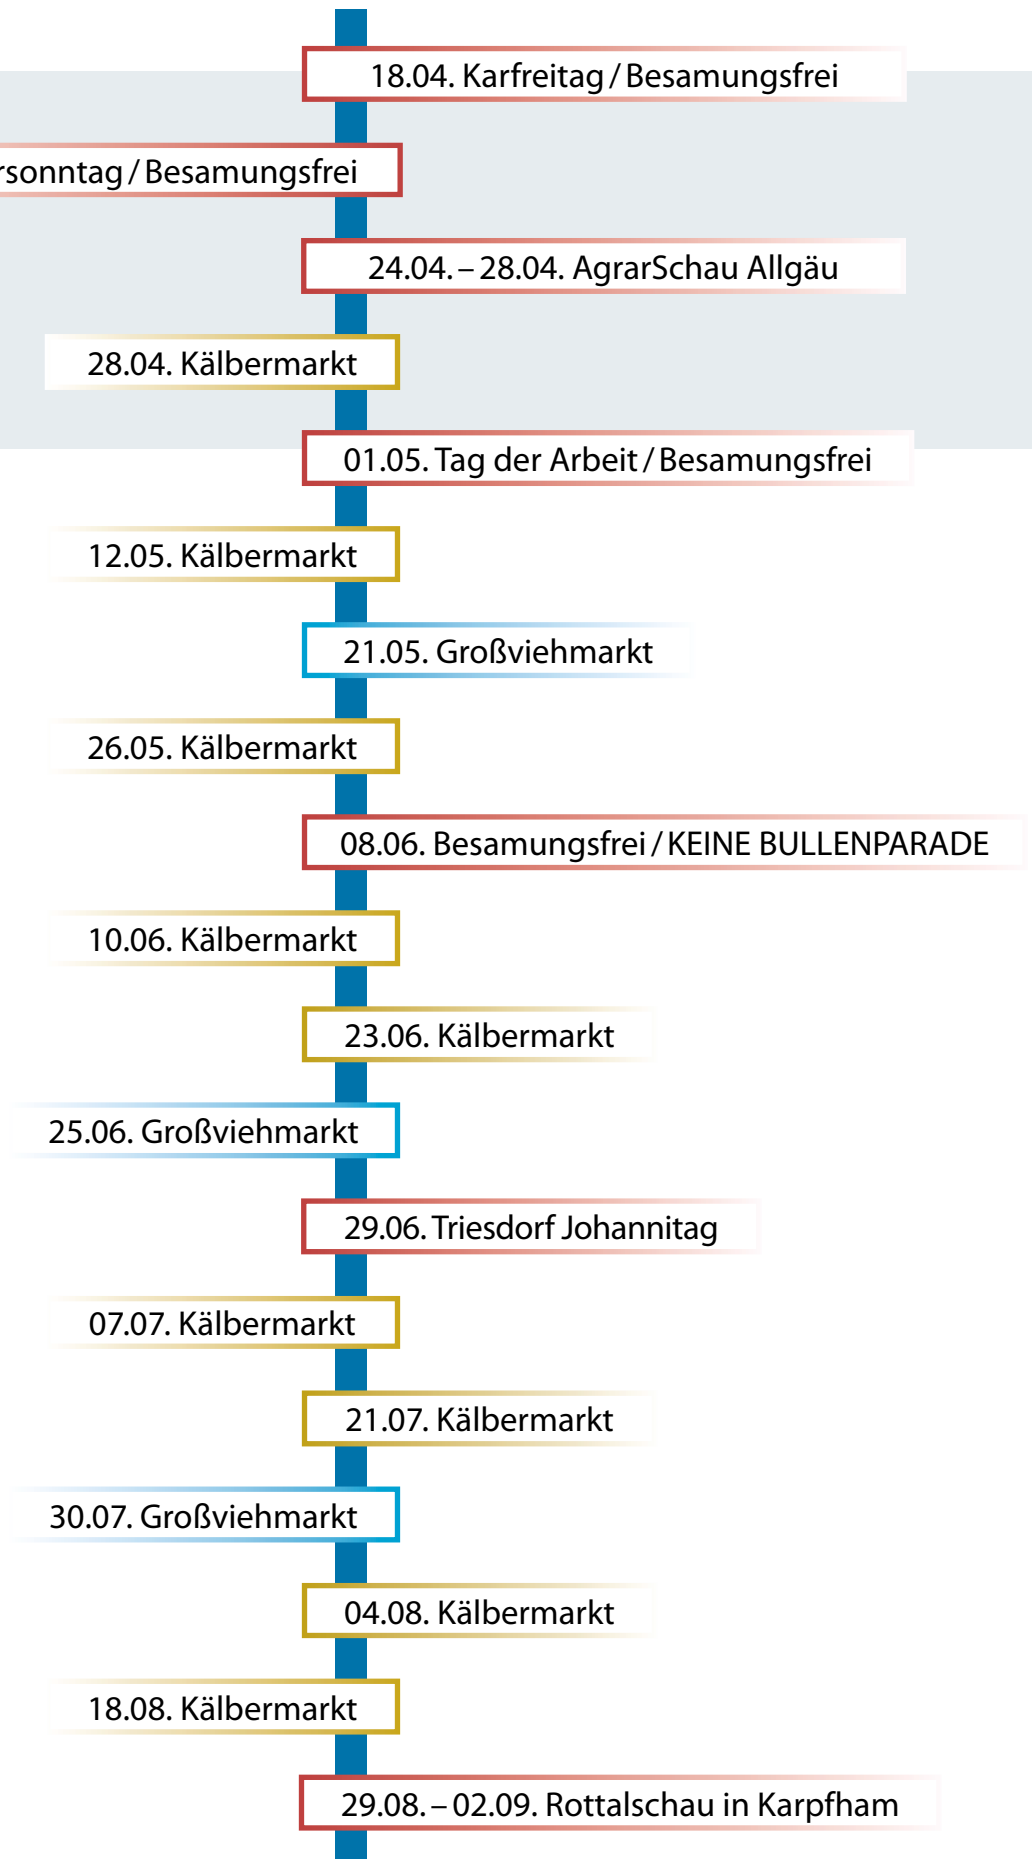 18.04. Karfreitag / Besamungsfrei
rsonntag / Besamungsfrei
24.04. – 28.04. AgrarSchau Allgäu
28.04. Kälbermarkt
01.05. Tag der Arbeit / Besamungsfrei
12.05. Kälbermarkt
21.05. Großviehmarkt
26.05. Kälbermarkt
08.06. Besamungsfrei / KEINE BULLENPARADE
10.06. Kälbermarkt
23.06. Kälbermarkt
25.06. Großviehmarkt
29.06. Triesdorf Johannitag
07.07. Kälbermarkt
21.07. Kälbermarkt
30.07. Großviehmarkt
04.08. Kälbermarkt
18.08. Kälbermarkt
29.08. – 02.09. Rottalschau in Karpfham